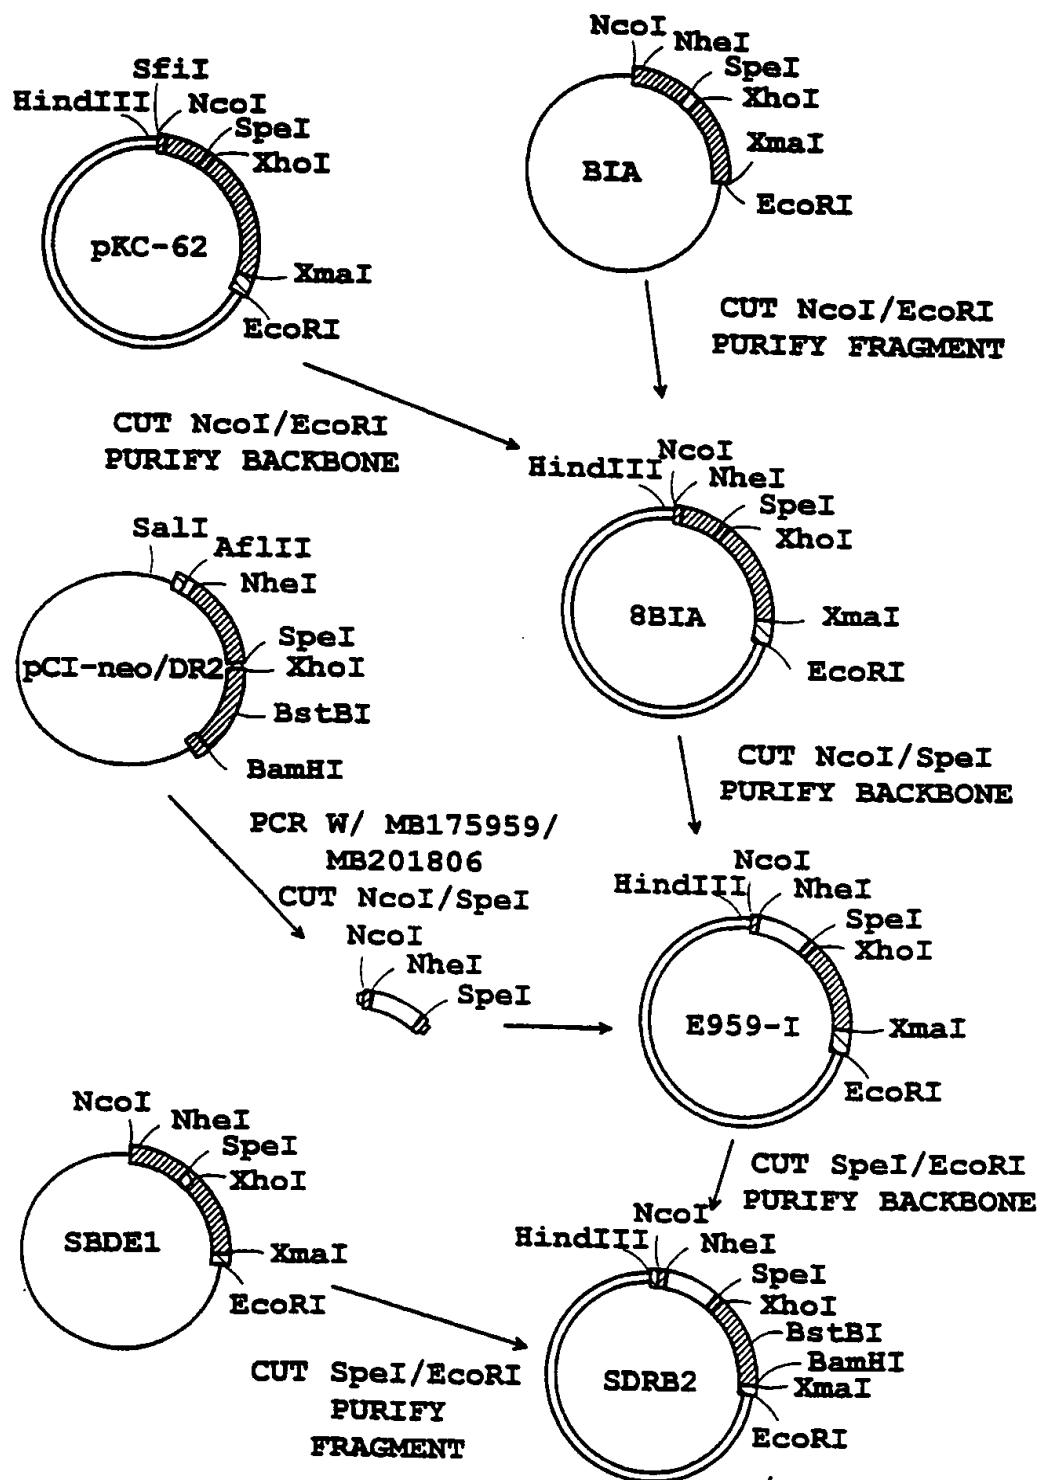 SfiI
HindIII
NcoI
SpeI
XhoI
pKC-62
XmaI
EcoRI
NcoI
NheI
SpeI
XhoI
BIA
XmaI
EcoRI
CUT NcoI/EcoRI
PURIFY FRAGMENT
CUT NcoI/EcoRI
PURIFY BACKBONE
NcoI
HindIII
NheI
SpeI
XhoI
8BIA
XmaI
EcoRI
SalI
AflII
NheI
SpeI
pCI-neo/DR2
XhoI
BstBI
BamHI
CUT NcoI/SpeI
PURIFY BACKBONE
PCR W/ MB175959/
MB201806
CUT NcoI/SpeI
NcoI
NheI
SpeI
NcoI
HindIII
NheI
SpeI
XhoI
E959-I
XmaI
EcoRI
NcoI
NheI
SpeI
XhoI
SBDE1
XmaI
EcoRI
CUT SpeI/EcoRI
PURIFY BACKBONE
CUT SpeI/EcoRI
PURIFY
FRAGMENT
NcoI
HindIII
NheI
SpeI
XhoI
BstBI
BamHI
SDRB2
XmaI
EcoRI